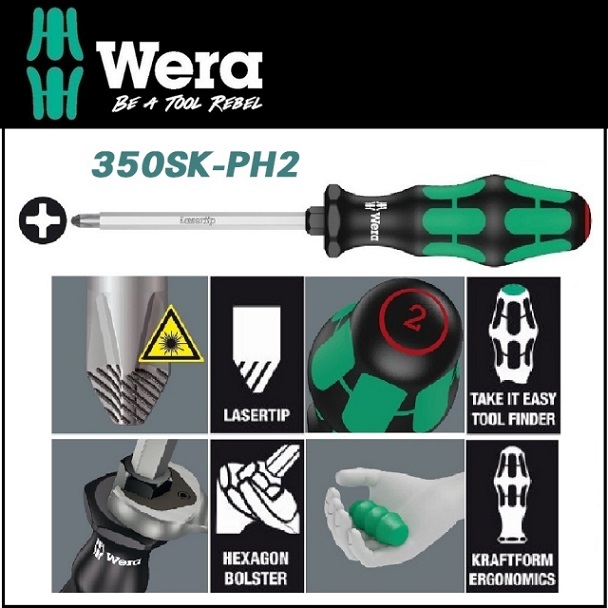 Wera
BE A TOOL REBEL
350SK-PH2
Lasertip
Wera
2
LASERTIP
TAKE IT EASY
TOOL FINDER
Wera
HEXAGON
BOLSTER
KRAFTFORM
ERGONOMICS